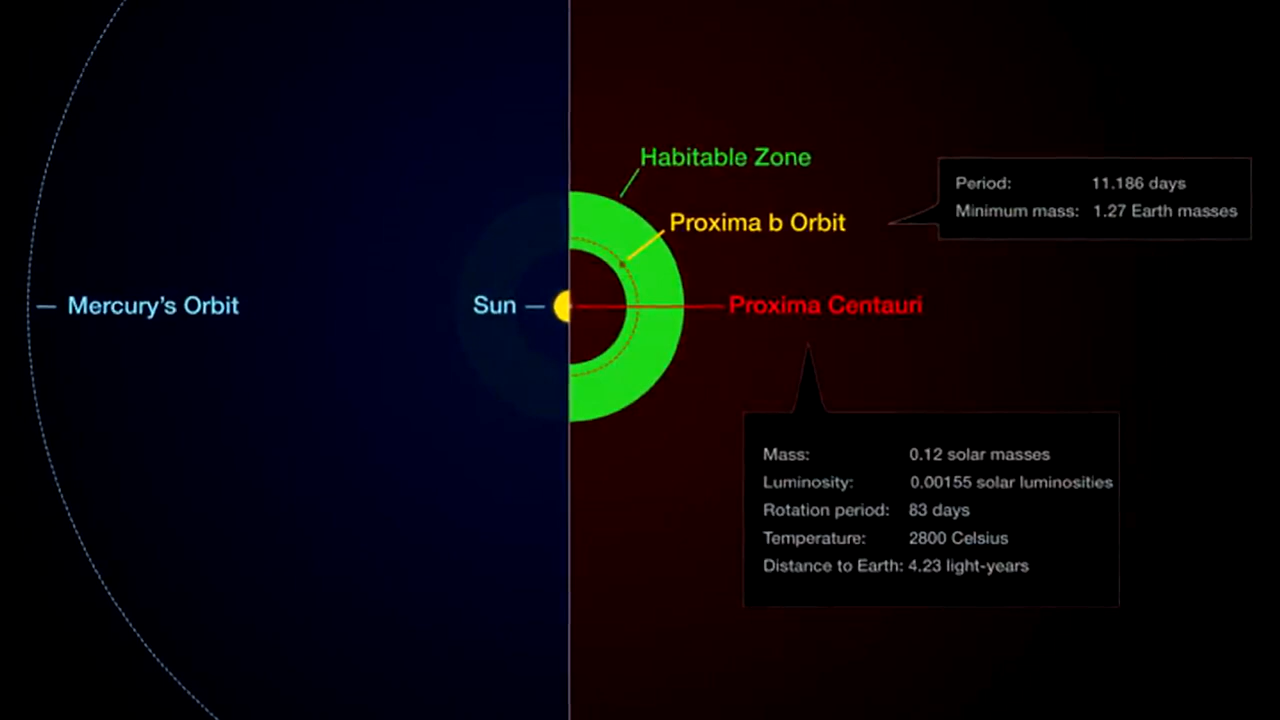 Habitable Zone
Period: 11.186 days
Minimum mass: 1.27 Earth masses
Proxima b Orbit
Mercury's Orbit
Sun
Proxima Centauri
Mass: 0.12 solar masses
Luminosity: 0.00155 solar luminosities
Rotation period: 83 days
Temperature: 2800 Celsius
Distance to Earth: 4.23 light-years